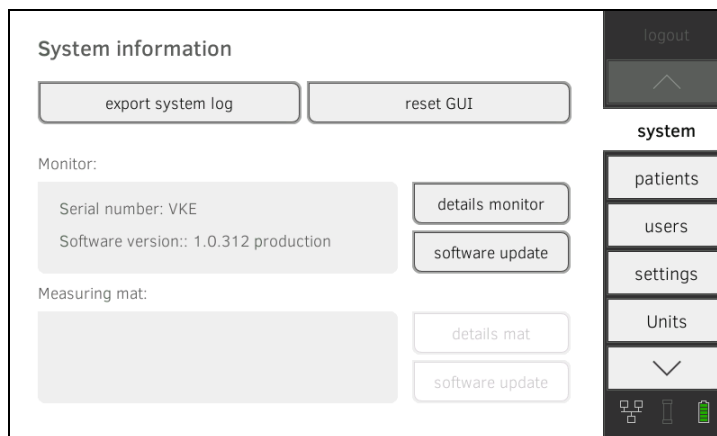 System information
export system log
reset GUI
Monitor:
Serial number: VKE
Software version:: 1.0.312 production
details monitor
software update
Measuring mat:
details mat
software update
logout
system
patients
users
settings
Units